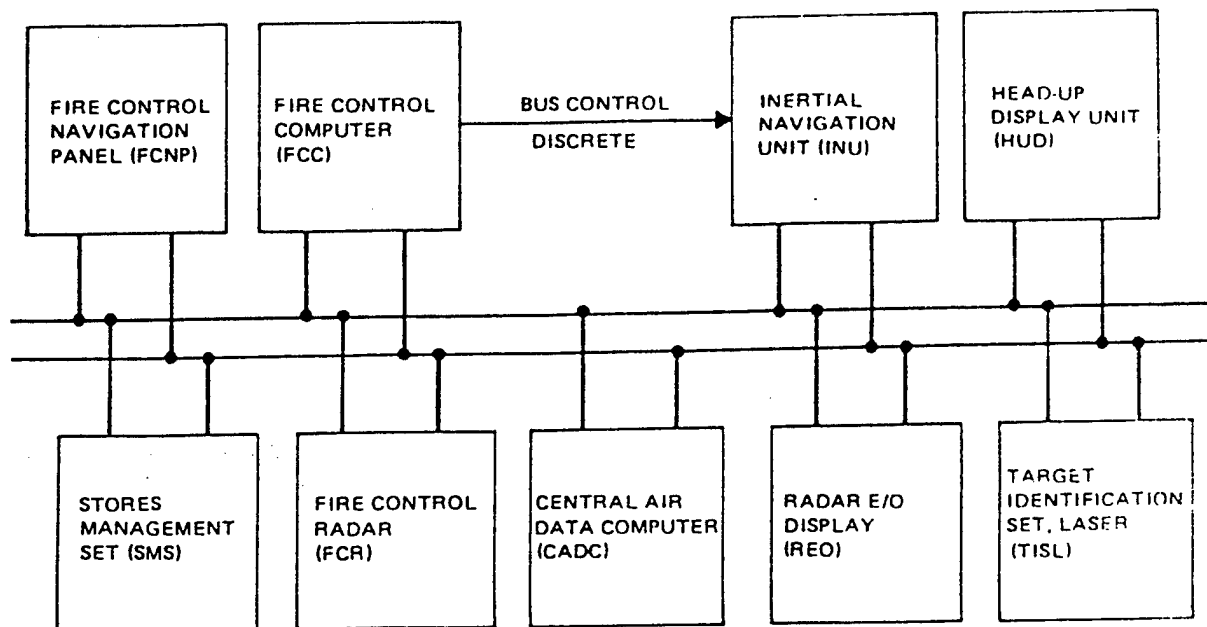 FIRE CONTROL
NAVIGATION
PANEL (FCNP)
FIRE CONTROL
COMPUTER
(FCC)
BUS CONTROL
DISCRETE
INERTIAL
NAVIGATION
UNIT (INU)
HEAD-UP
DISPLAY UNIT
(HUD)
STORES
MANAGEMENT
SET (SMS)
FIRE CONTROL
RADAR
(FCR)
CENTRAL AIR
DATA COMPUTER
(CADC)
RADAR E/O
DISPLAY
(REO)
TARGET
IDENTIFICATION
SET, LASER
(TISL)